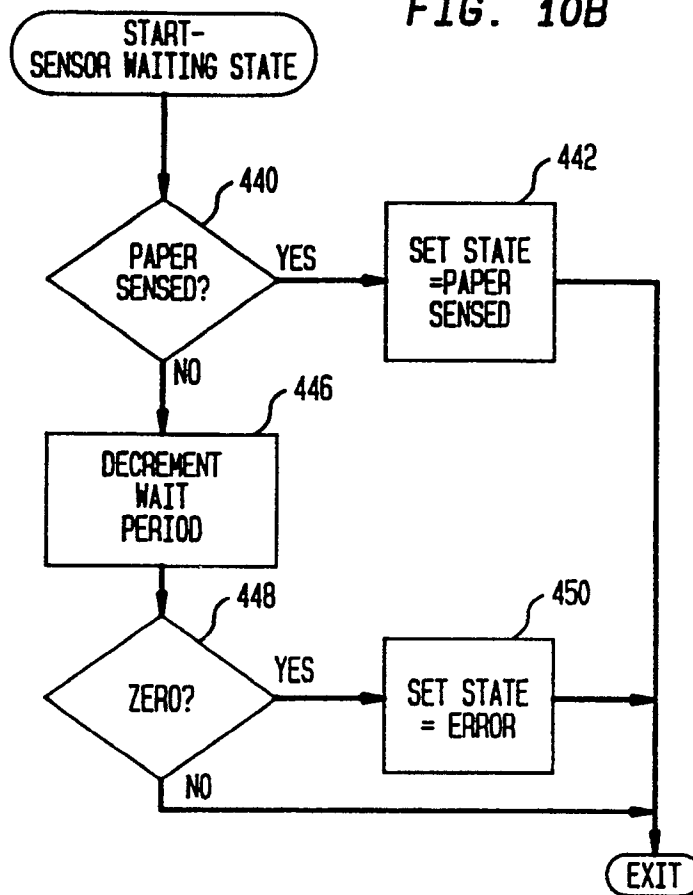 FIG. 10B
START-
SENSOR WAITING STATE
440
442
PAPER
SENSED?
YES
SET STATE
=PAPER
SENSED
NO
446
DECREMENT
WAIT
PERIOD
448
450
ZERO?
YES
SET STATE
= ERROR
NO
EXIT